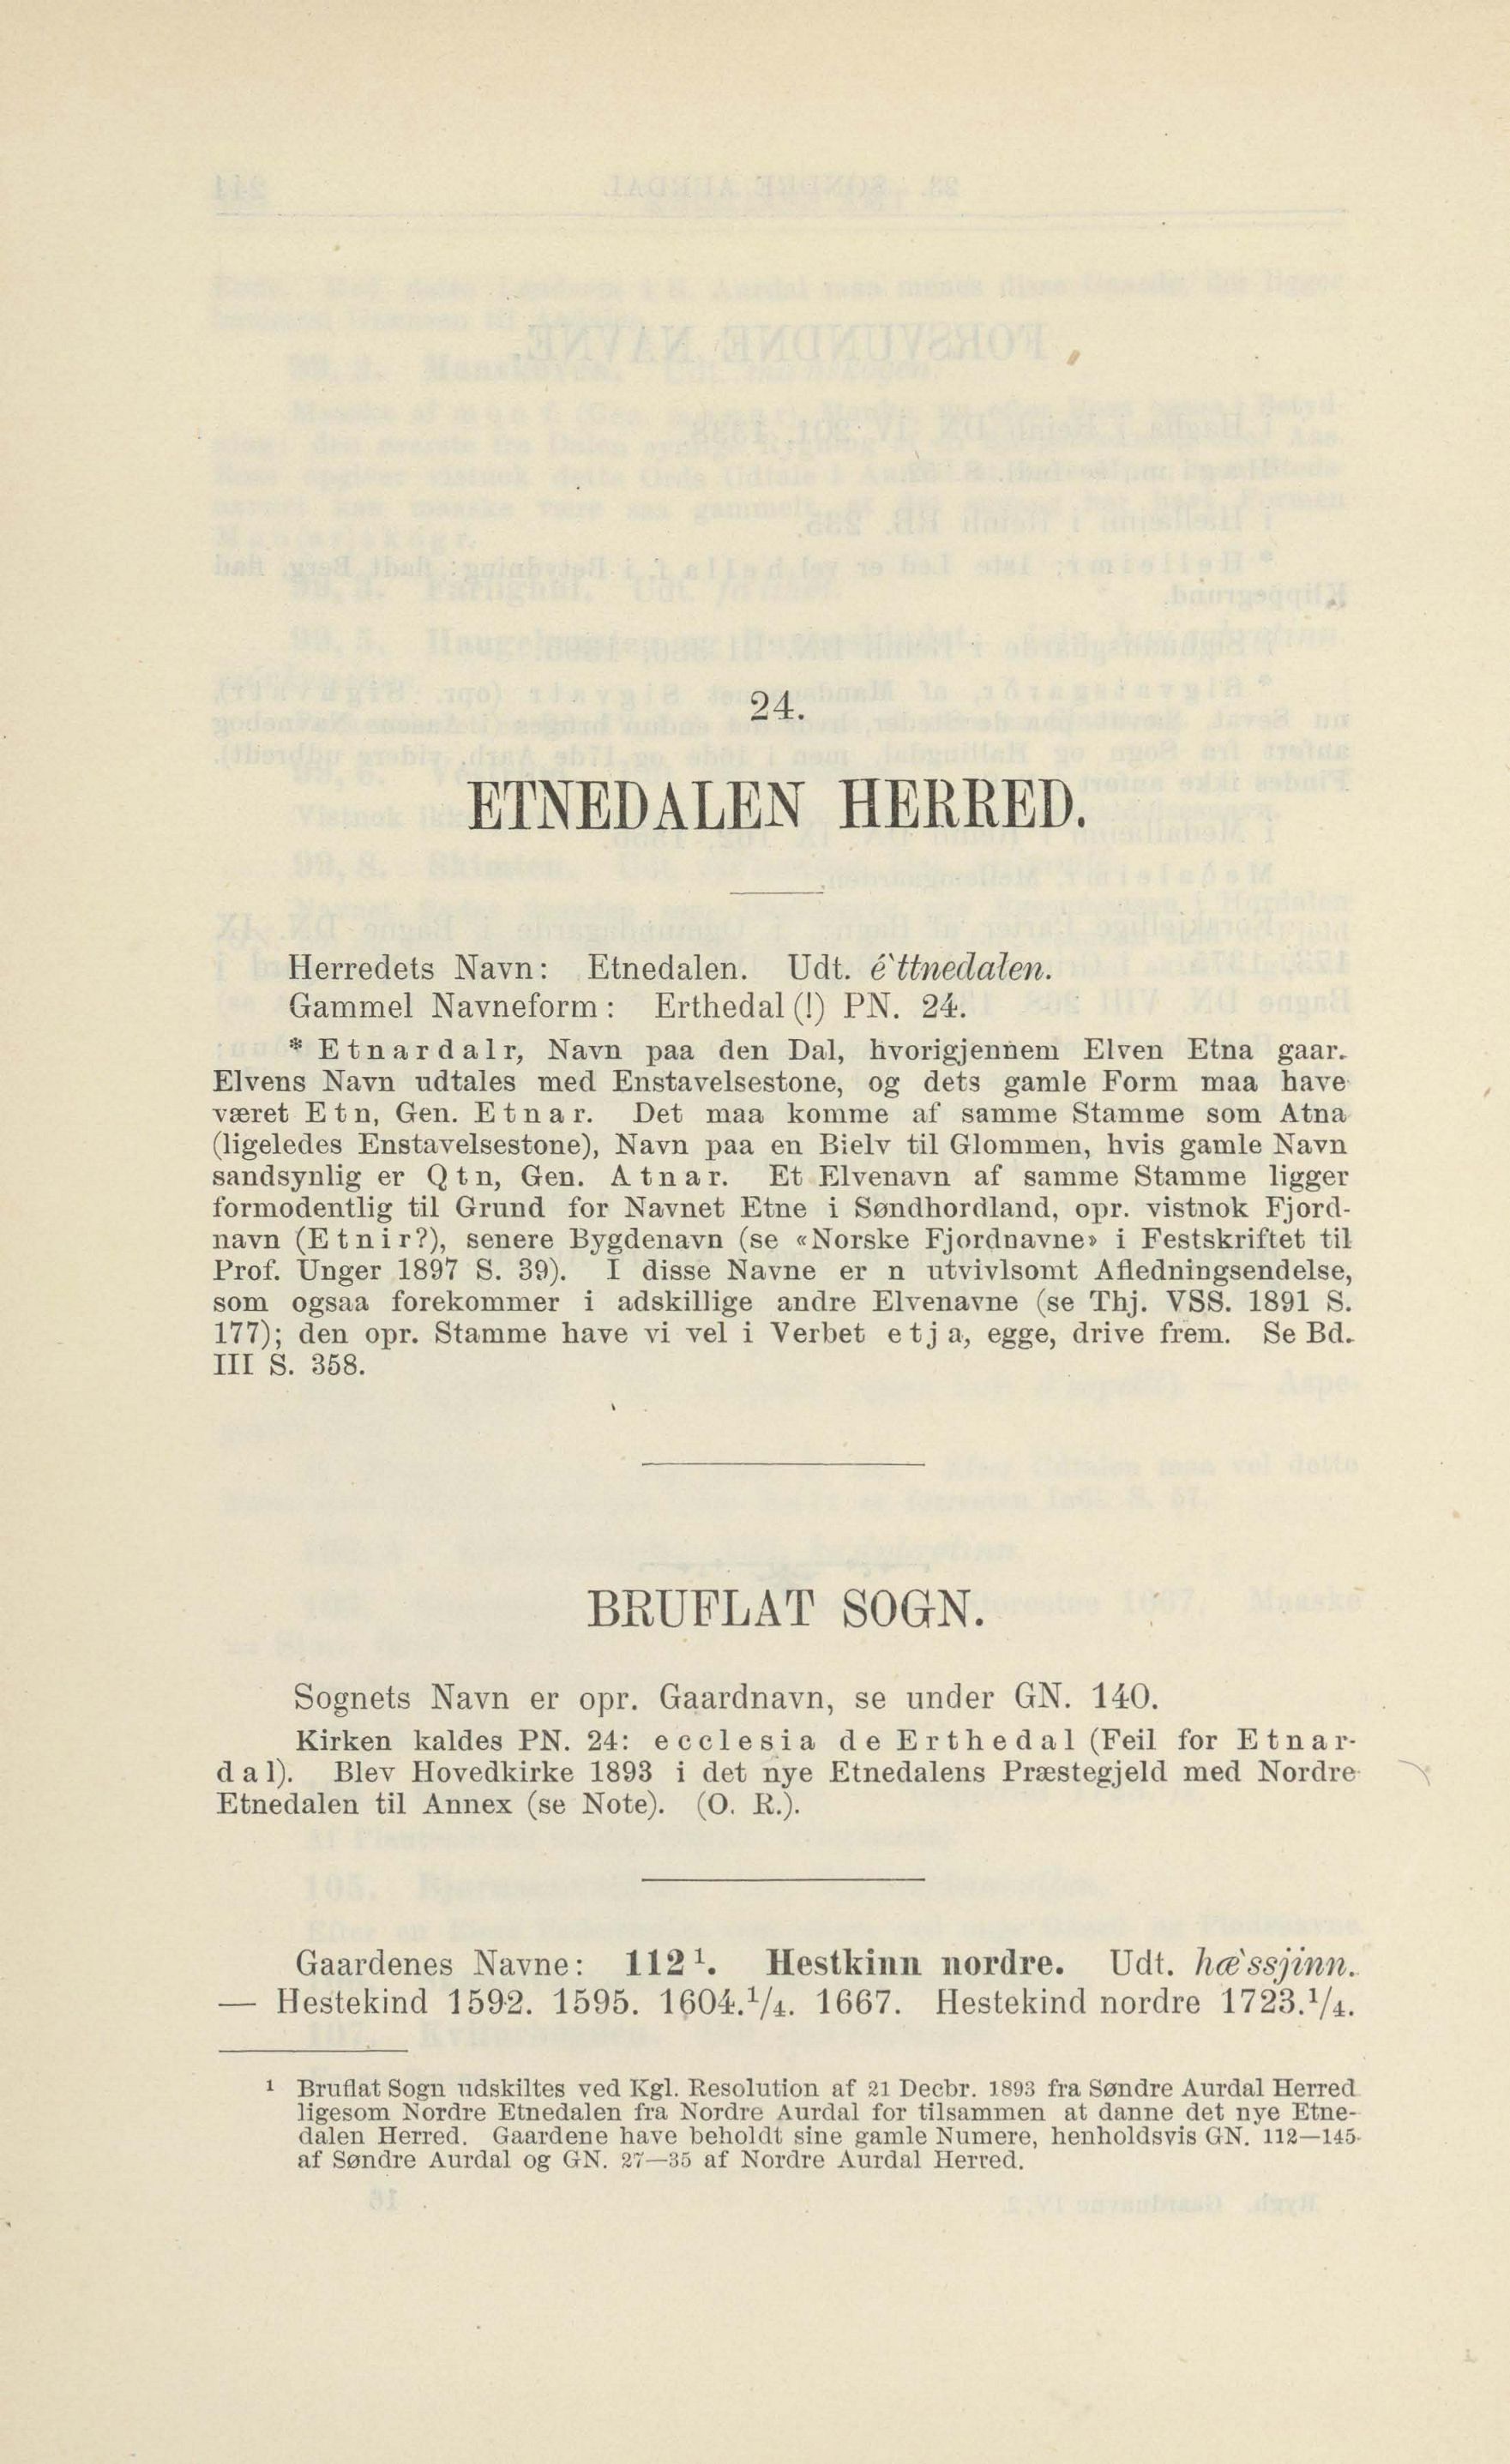 24.
ETNEDALEN HERRED.
Herredets Navn: Etnedalen. Udt. é`ttnedalen.
Gammel Navneform: Erthedal (!) PN. 24.
* Etnardalr, Navn paa den Dal, hvorigjennem Elven Etna gaar.
Elvens Navn udtales med Enstavelsestone, og dets gamle Form maa have
været Etn, Gen. Etnar. Det maa komme af samme Stamme som Atna
(ligeledes Enstavelsestone), Navn paa en Bielv til Glommen, hvis gamle Navn
sandsynlig er Ǫtn, Gen. Atnar. Et Elvenavn af samme Stamme ligger
formodentlig til Grund for Navnet Etne i Søndhordland, opr. vistnok Fjord-
navn (Etnir?), senere Bygdenavn (se «Norske Fjordnavne» i Festskriftet til
Prof. Unger 1897 S. 39). I disse Navne er n utvivlsomt Afledningsendelse,
som ogsaa forekommer i adskillige andre Elvenavne (se Thj. VSS. 1891 S.
177); den opr. Stamme have vi vel i Verbet etja, egge, drive frem. Se Bd.
III S. 358.
BRUFLAT SOGN.
Sognets Navn er opr. Gaardnavn, se under GN. 140.
Kirken kaldes PN. 24: ecclesia de Erthedal (Feil for Etnar-
dal). Blev Hovedkirke 1893 i det nye Etnedalens Præstegjeld med Nordre
Etnedalen til Annex (se Note). (O. R.).
Gaardenes Navne: 112¹. Hestkinn nordre. Udt. hæ`ssjinn.
— Hestekind 1592. 1595. 1604.¹/₄. 1667. Hestekind nordre 1723.¹/₄.
¹ Bruflat Sogn udskiltes ved Kgl. Resolution af 21 Decbr. 1893 fra Søndre Aurdal Herred
ligesom Nordre Etnedalen fra Nordre Aurdal for tilsammen at danne det nye Etne-
dalen Herred. Gaardene have beholdt sine gamle Numere, henholdsvis GN. 112—145
af Søndre Aurdal og GN. 27—35 af Nordre Aurdal Herred.